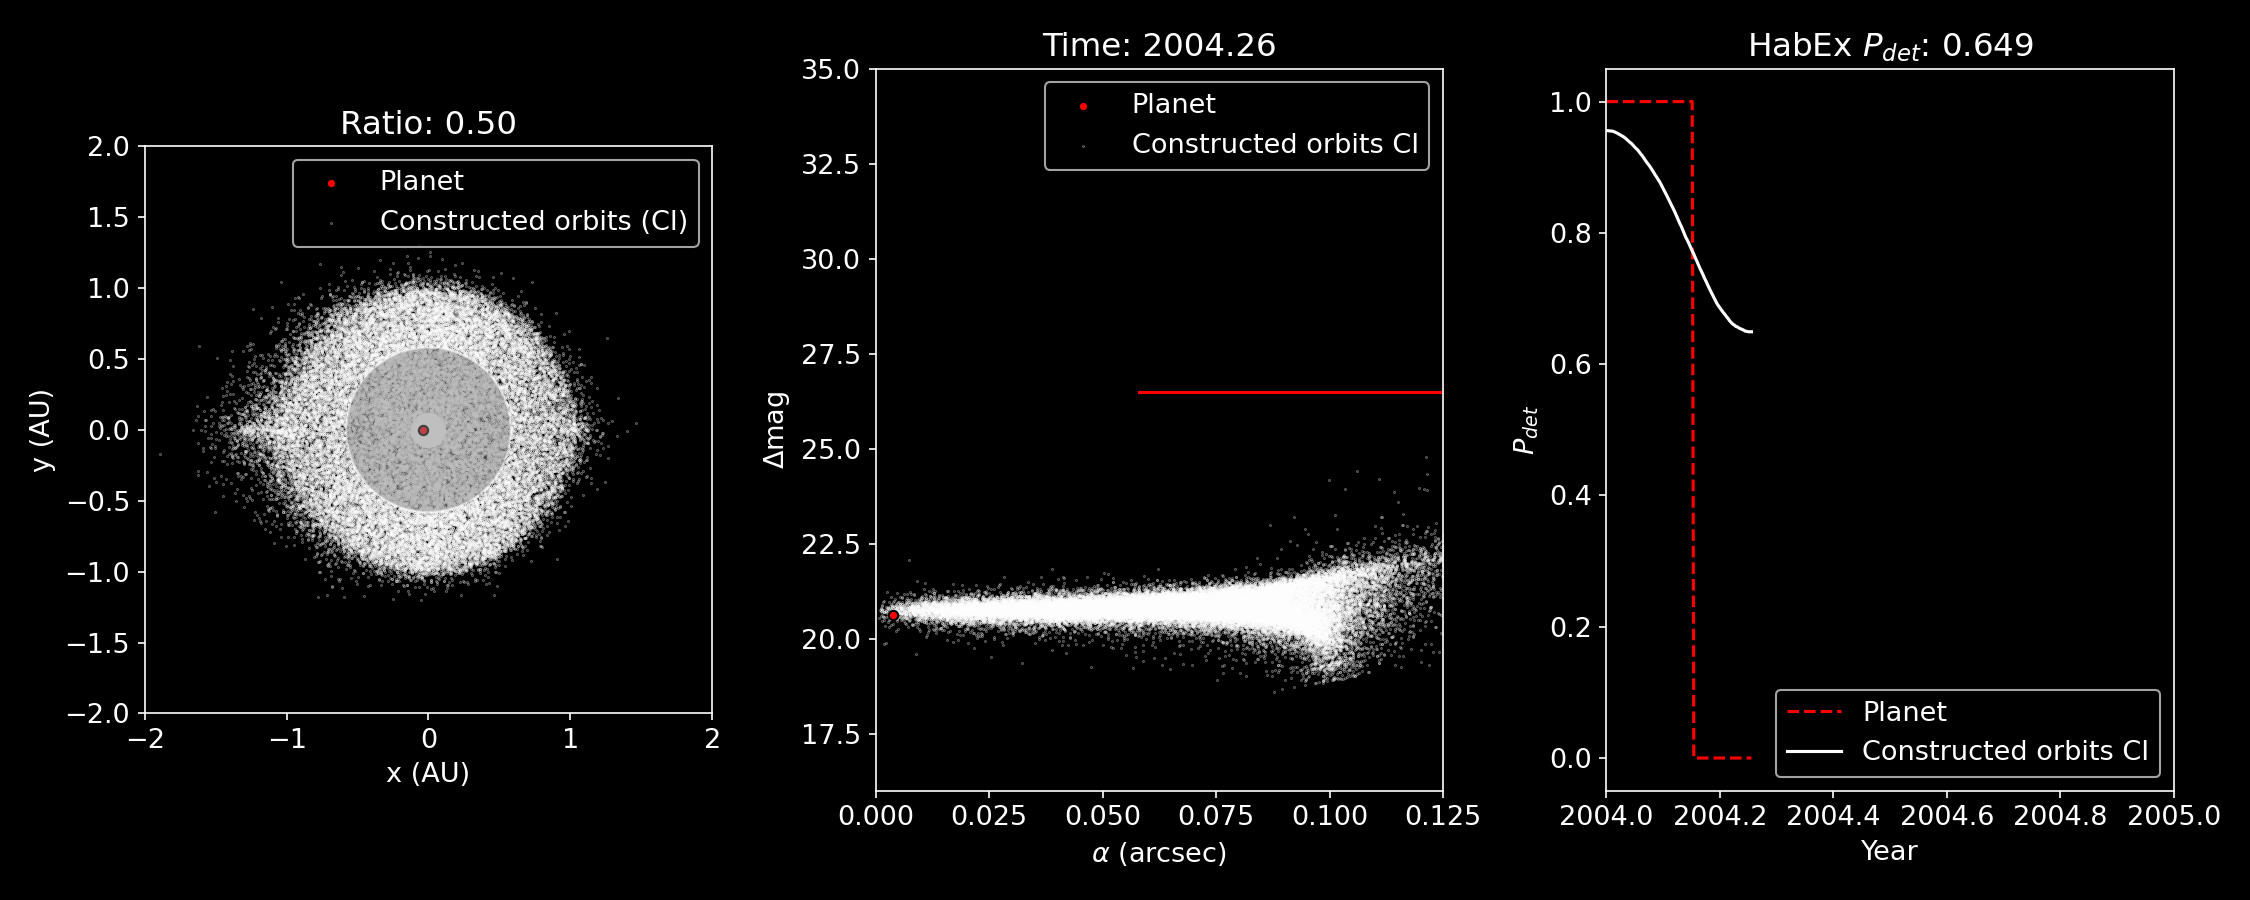 Ratio: 0.50
2.0
1.5
1.0
0.5
0.0
−0.5
−1.0
−1.5
−2.0
−2 −1 0 1 2
x (AU)
y (AU)
Planet
Constructed orbits (CI)
Time: 2004.26
35.0
32.5
30.0
27.5
25.0
22.5
20.0
17.5
0.000 0.025 0.050 0.075 0.100 0.125
α (arcsec)
Δmag
Planet
Constructed orbits CI
HabEx P_det: 0.649
1.0
0.8
0.6
0.4
0.2
0.0
2004.0 2004.2 2004.4 2004.6 2004.8 2005.0
Year
P_det
Planet
Constructed orbits CI